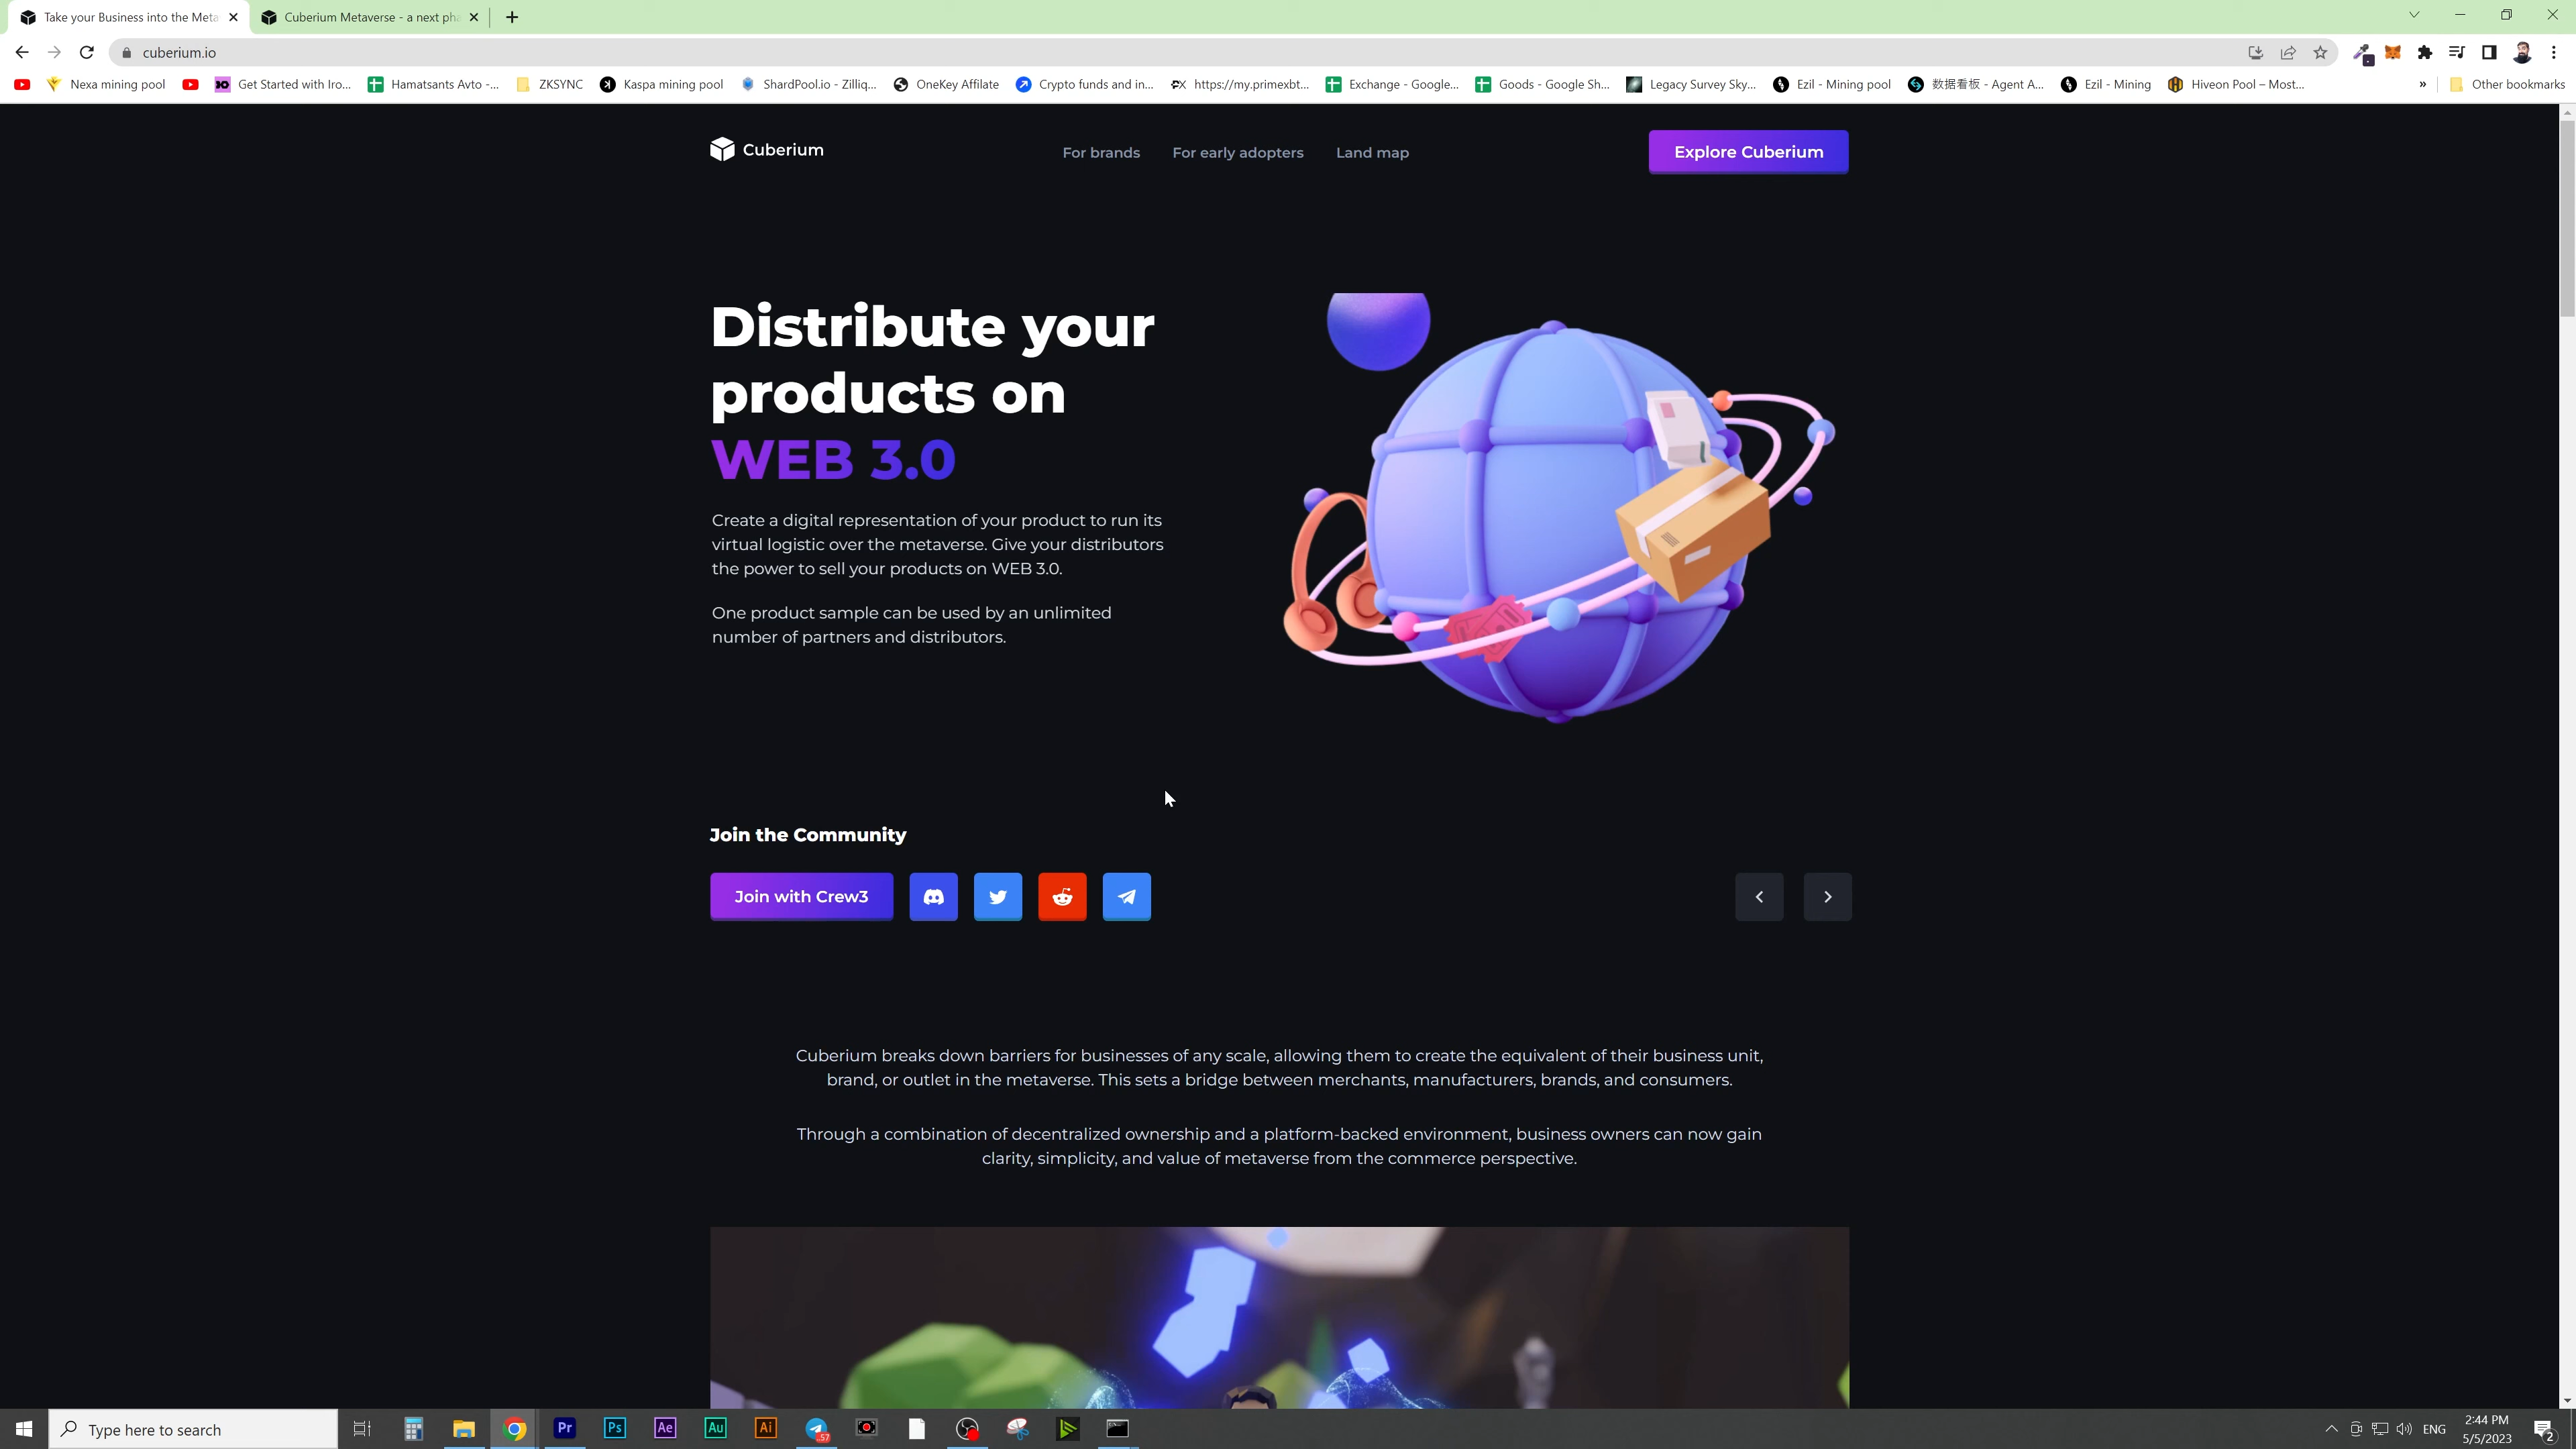 Take your Business into the Meta
Cuberium Metaverse - a next pha
cuberium.io
Nexa mining pool
Get Started with Iro...
Hamatsants Avto -...
ZKSYNC
Kaspa mining pool
ShardPool.io - Zilliq...
OneKey Affilate
Crypto funds and in...
https://my.primexbt...
Exchange - Google...
Goods - Google Sh...
Legacy Survey Sky...
Ezil - Mining pool
数据看板 - Agent A...
Ezil - Mining
Hiveon Pool – Most...
»
Other bookmarks
Cuberium
For brands
For early adopters
Land map
Explore Cuberium
Distribute your
products on
WEB 3.0
Create a digital representation of your product to run its
virtual logistic over the metaverse. Give your distributors
the power to sell your products on WEB 3.0.
One product sample can be used by an unlimited
number of partners and distributors.
Join the Community
Join with Crew3
Cuberium breaks down barriers for businesses of any scale, allowing them to create the equivalent of their business unit,
brand, or outlet in the metaverse. This sets a bridge between merchants, manufacturers, brands, and consumers.
Through a combination of decentralized ownership and a platform-backed environment, business owners can now gain
clarity, simplicity, and value of metaverse from the commerce perspective.
Type here to search
Pr
Ps
Ae
Au
Ai
57
ENG
2:44 PM
5/5/2023
2